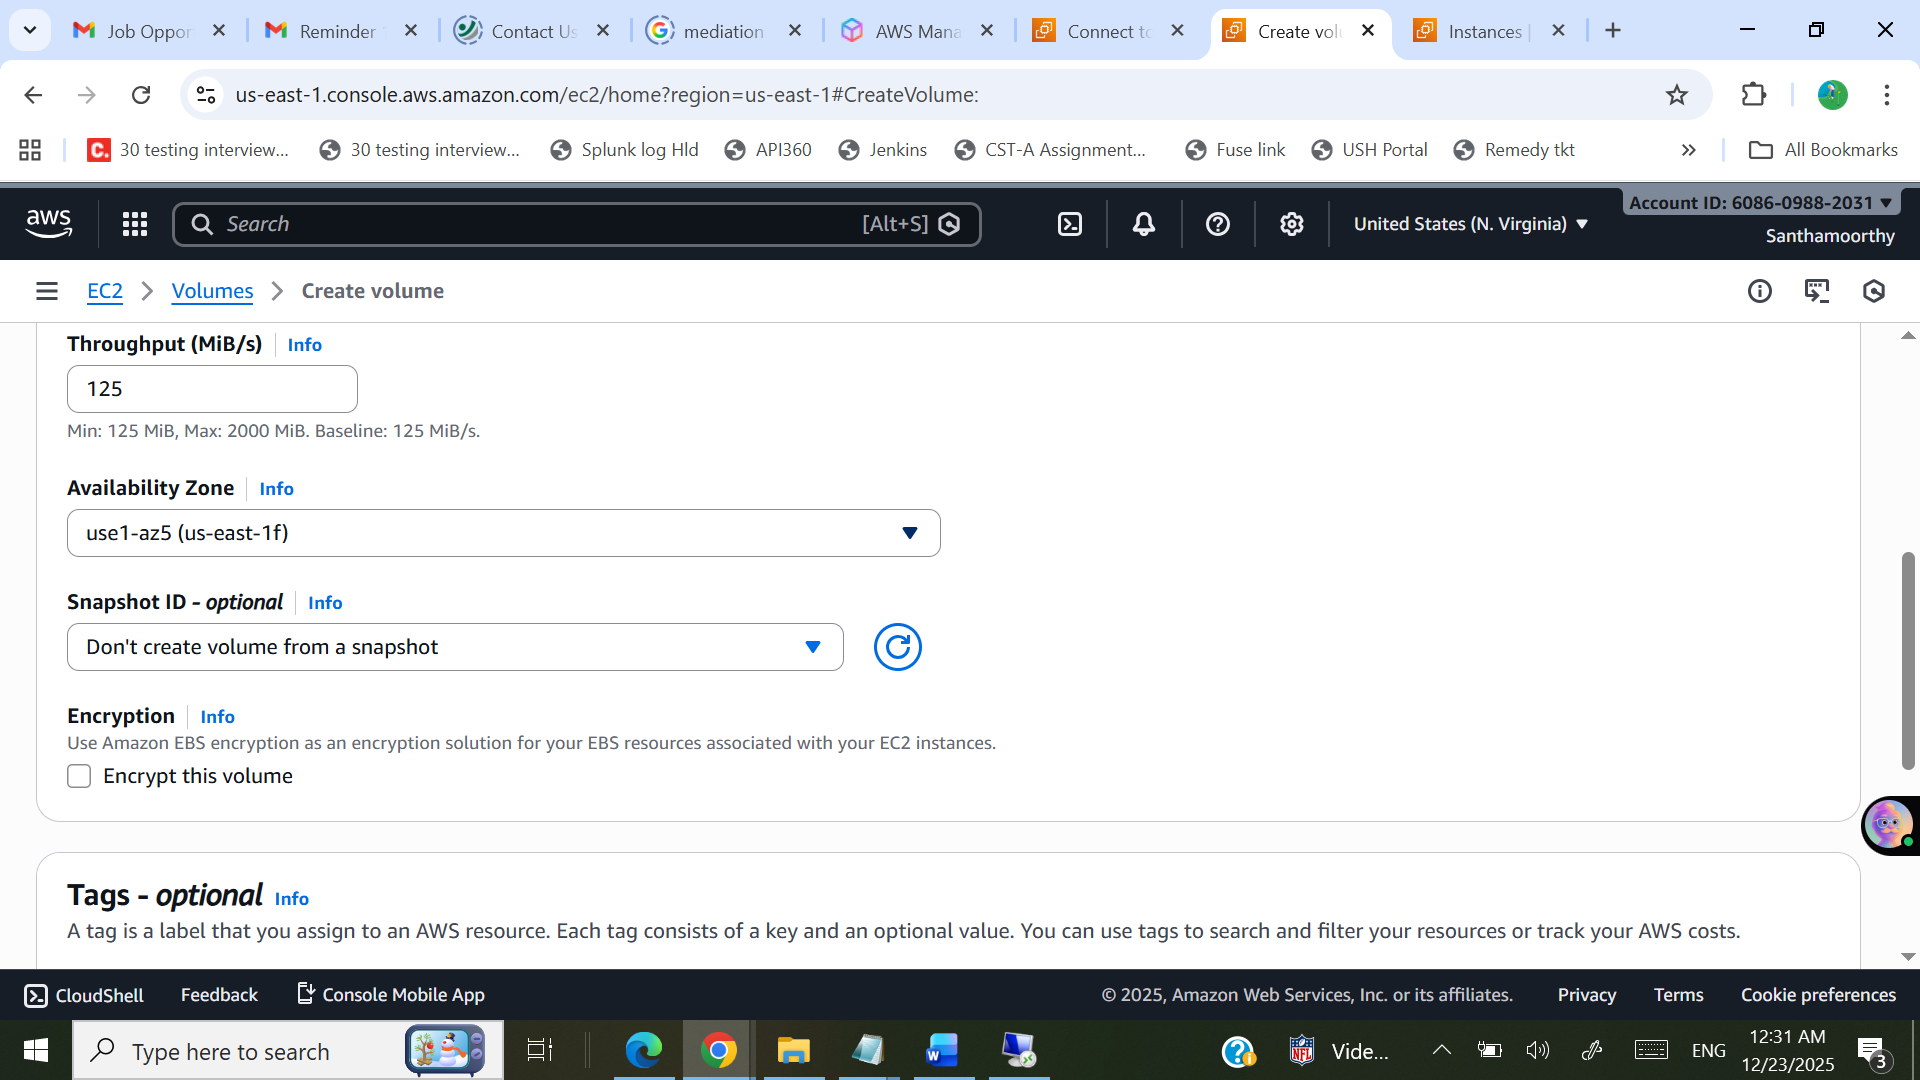 Job Oppor
Reminder
Contact Us
mediation
AWS Mana
Connect to
Create volu
Instances |
us-east-1.console.aws.amazon.com/ec2/home?region=us-east-1#CreateVolume:
30 testing interview...
30 testing interview...
Splunk log Hld
API360
Jenkins
CST-A Assignment...
Fuse link
USH Portal
Remedy tkt
»
All Bookmarks
aws
Search
[Alt+S]
United States (N. Virginia)
Account ID: 6086-0988-2031
Santhamoorthy
EC2
Volumes
Create volume
Throughput (MiB/s)
Info
125
Min: 125 MiB, Max: 2000 MiB. Baseline: 125 MiB/s.
Availability Zone
Info
use1-az5 (us-east-1f)
Snapshot ID - optional
Info
Don't create volume from a snapshot
Encryption
Info
Use Amazon EBS encryption as an encryption solution for your EBS resources associated with your EC2 instances.
Encrypt this volume
Tags - optional Info
A tag is a label that you assign to an AWS resource. Each tag consists of a key and an optional value. You can use tags to search and filter your resources or track your AWS costs.
CloudShell
Feedback
Console Mobile App
© 2025, Amazon Web Services, Inc. or its affiliates.
Privacy
Terms
Cookie preferences
Type here to search
NFL
Vide...
ENG
12:31 AM
12/23/2025
3